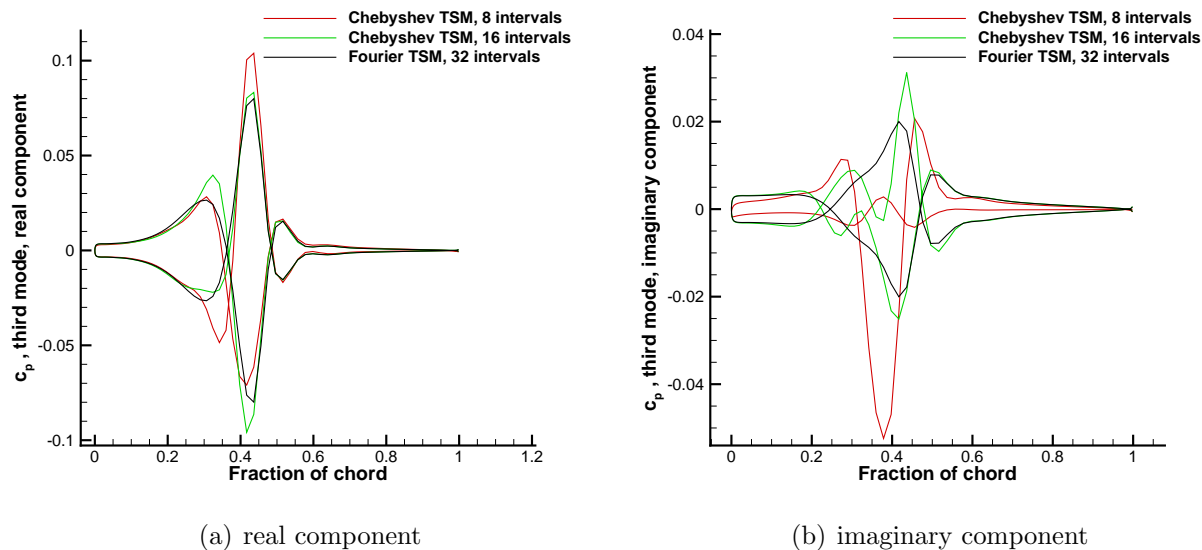 Chebyshev TSM, 8 intervals
Chebyshev TSM, 16 intervals
Fourier TSM, 32 intervals
0.1
0.05
0
-0.05
-0.1
c_p , third mode, real component
0 0.2 0.4 0.6 0.8 1 1.2
Fraction of chord
(a) real component
Chebyshev TSM, 8 intervals
Chebyshev TSM, 16 intervals
Fourier TSM, 32 intervals
0.04
0.02
0
-0.02
-0.04
c_p , third mode, imaginary component
0 0.2 0.4 0.6 0.8 1
Fraction of chord
(b) imaginary component